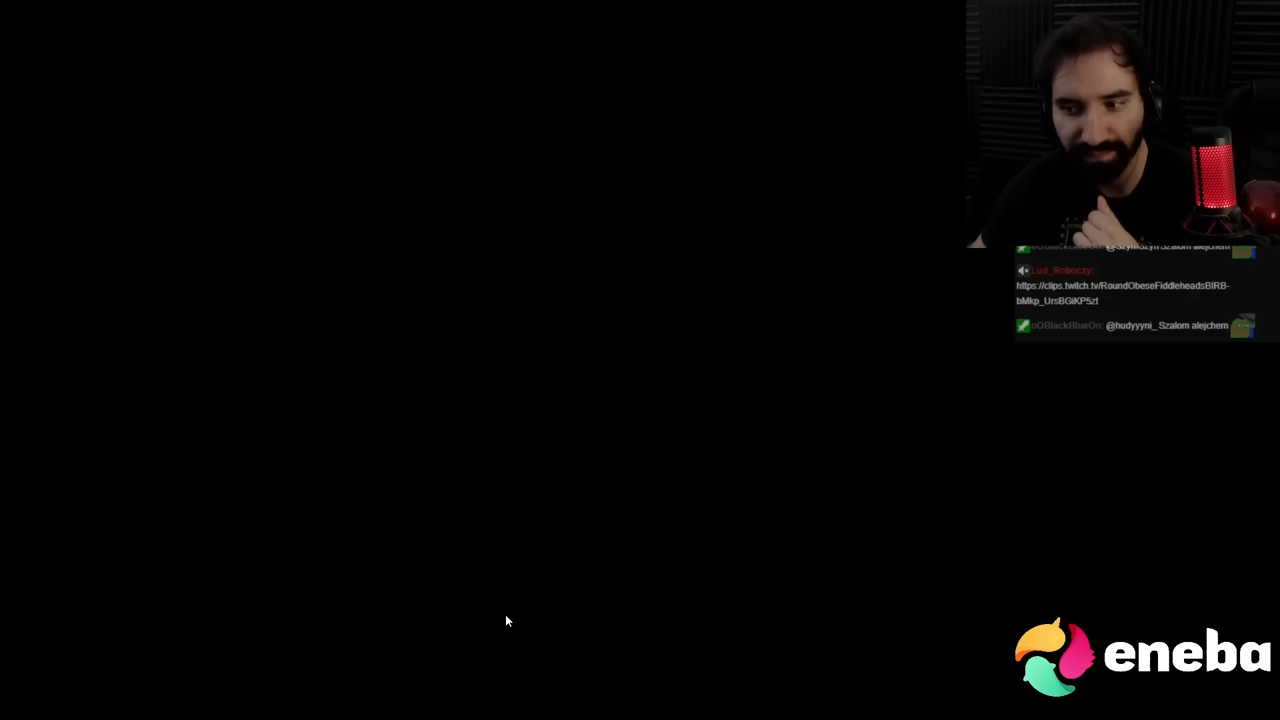 Lud_Roboczy:
https://clips.twitch.tv/RoundObeseFiddleheadsBIRB-
bMkp_UrsBGiKP5zt
oOBlackBlueOo: @hudyyyni_ Szalom alejchem
eneba